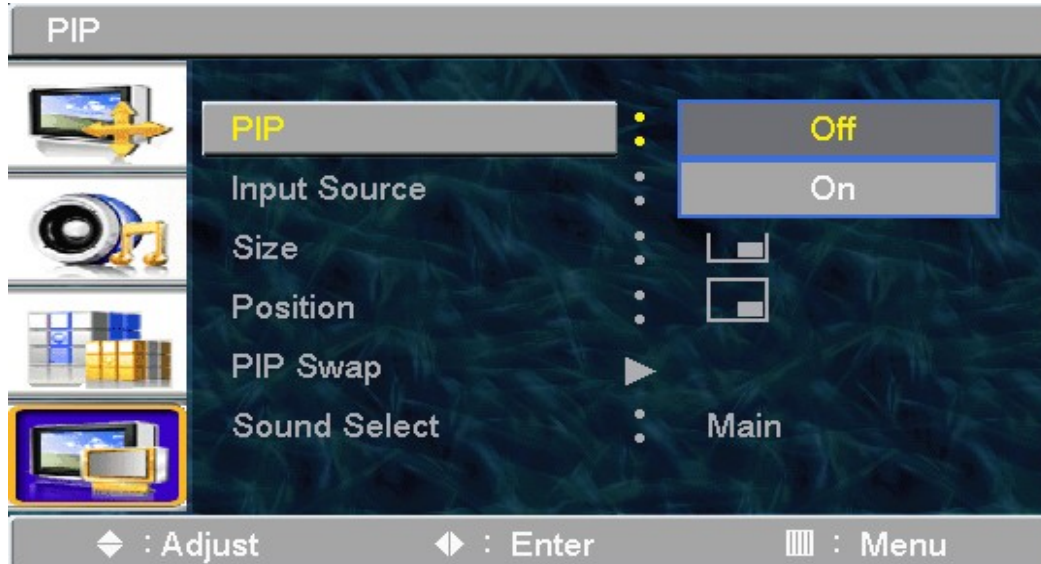 PIP
PIP : Off
On
Input Source :
Size :
Position :
PIP Swap
Sound Select : Main
: Adjust : Enter : Menu